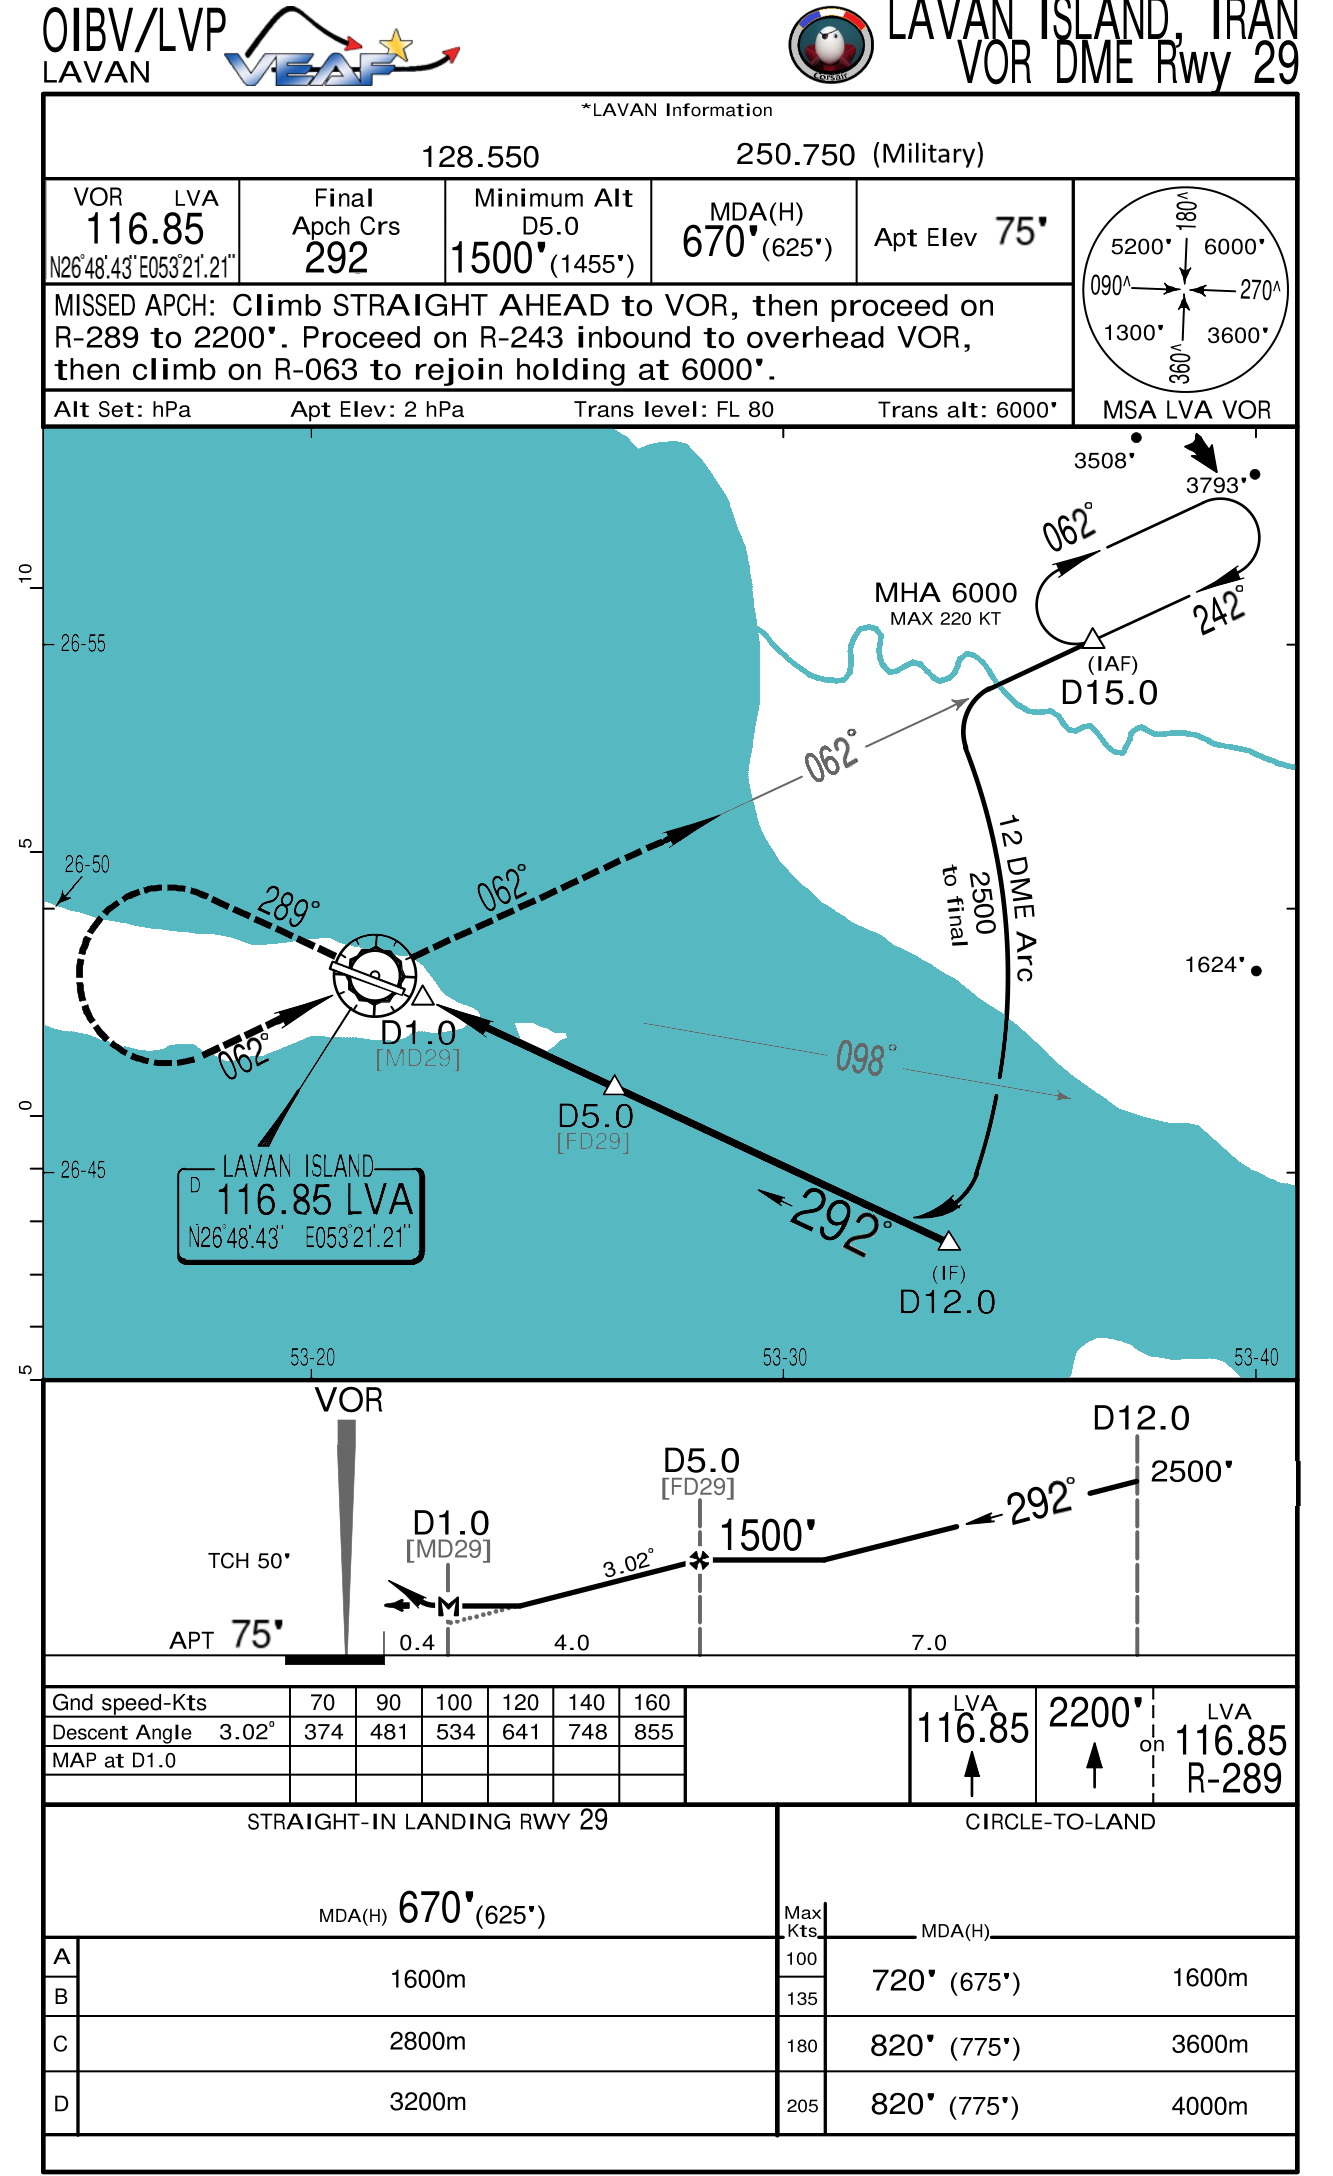 OIBV/LVP
LAVAN
VEAF
Corsair
LAVAN ISLAND, IRAN
VOR DME Rwy 29
*LAVAN Information
128.550 250.750 (Military)
VOR LVA
116.85
N26°48.43" E053°21.21"
Final
Apch Crs
292
Minimum Alt
D5.0
1500' (1455')
MDA(H)
670' (625')
Apt Elev 75'
MISSED APCH: Climb STRAIGHT AHEAD to VOR, then proceed on
R-289 to 2200'. Proceed on R-243 inbound to overhead VOR,
then climb on R-063 to rejoin holding at 6000'.
Alt Set: hPa Apt Elev: 2 hPa Trans level: FL 80 Trans alt: 6000'
180^
5200' 6000'
090^ 270^
1300' 3600'
360^
MSA LVA VOR
3508'
3793'
062°
MHA 6000
MAX 220 KT
242°
(IAF)
D15.0
10
26-55
062°
12 DME Arc
2500
to final
5
26-50
289°
062°
1624'
D1.0
[MD29]
062°
098°
0
D5.0
[FD29]
LAVAN ISLAND
D 116.85 LVA
N26°48.43" E053°21.21"
26-45
292°
(IF)
D12.0
5
53-20 53-30 53-40
VOR
D12.0
2500'
D5.0
[FD29]
292°
1500'
D1.0
[MD29]
3.02°
TCH 50'
M
APT 75'
0.4 4.0 7.0
Gnd speed-Kts 70 90 100 120 140 160
Descent Angle 3.02° 374 481 534 641 748 855
MAP at D1.0
LVA
116.85
2200'
on
LVA
116.85
R-289
STRAIGHT-IN LANDING RWY 29
CIRCLE-TO-LAND
MDA(H) 670' (625')
Max
Kts
MDA(H)
A
B
1600m
100
135
720' (675') 1600m
C 2800m 180 820' (775') 3600m
D 3200m 205 820' (775') 4000m